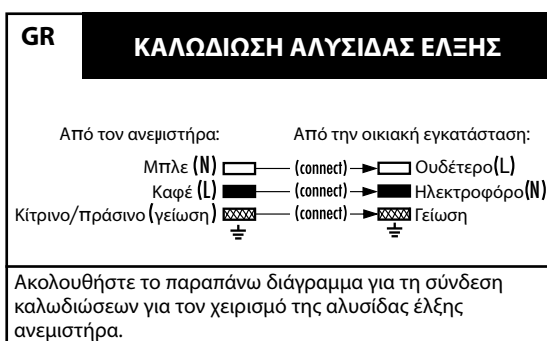 GR
ΚΑΛΩΔΙΩΣΗ ΑΛΥΣΙΔΑΣ ΕΛΞΗΣ
Από τον ανεμιστήρα: Από την οικιακή εγκατάσταση:
Μπλε (N) (connect) Ουδέτερο(L)
Καφέ (L) (connect) Ηλεκτροφόρο(N)
Κίτρινο/πράσινο (γείωση) (connect) Γείωση
Ακολουθήστε το παραπάνω διάγραμμα για τη σύνδεση
καλωδιώσεων για τον χειρισμό της αλυσίδας έλξης
ανεμιστήρα.